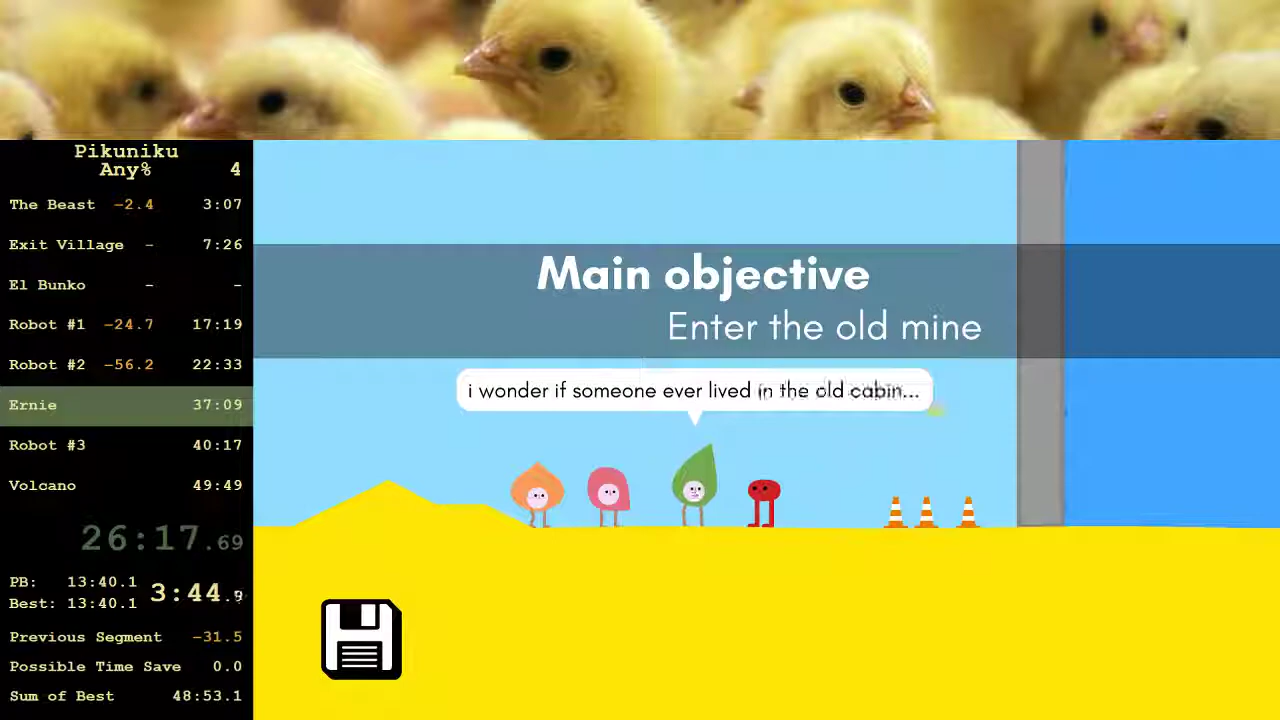 Pikuniku
Any% 4
The Beast -2.4 3:07
Exit Village - 7:26
El Bunko - -
Robot #1 -24.7 17:19
Robot #2 -56.2 22:33
Ernie 37:09
Robot #3 40:17
Volcano 49:49
26:17.69
PB: 13:40.1 3:44.9
Best: 13:40.1
Previous Segment -31.5
Possible Time Save 0.0
Sum of Best 48:53.1
Main objective
Enter the old mine
i wonder if someone ever lived in the old cabin...